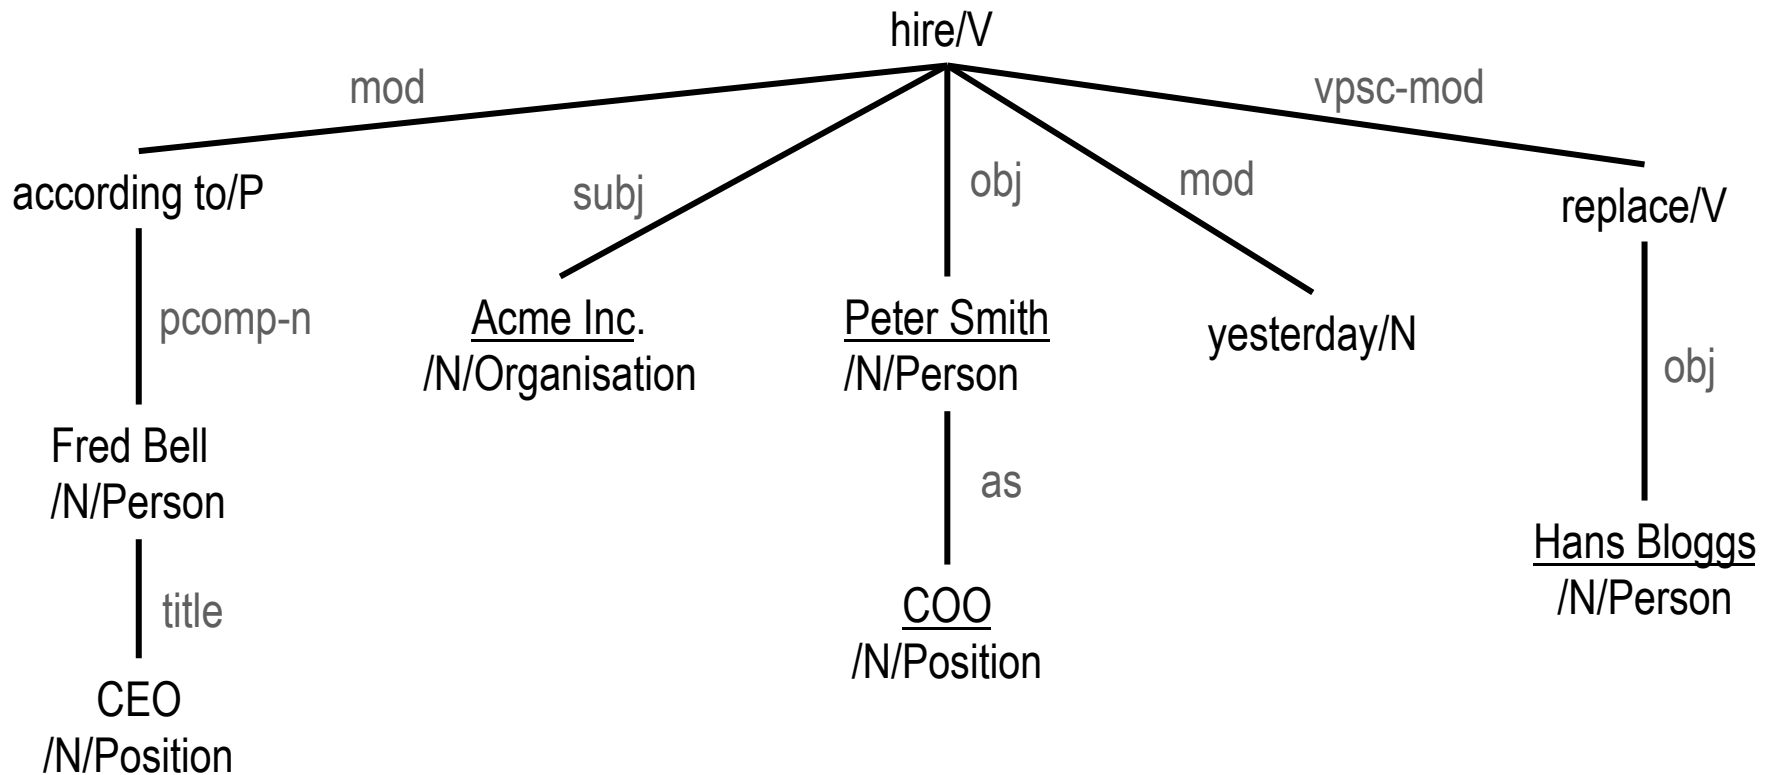 hire/V
mod
vpsc-mod
according to/P
subj
obj
mod
replace/V
pcomp-n
Acme Inc.
/N/Organisation
Peter Smith
/N/Person
yesterday/N
obj
Fred Bell
/N/Person
as
Hans Bloggs
/N/Person
title
COO
/N/Position
CEO
/N/Position